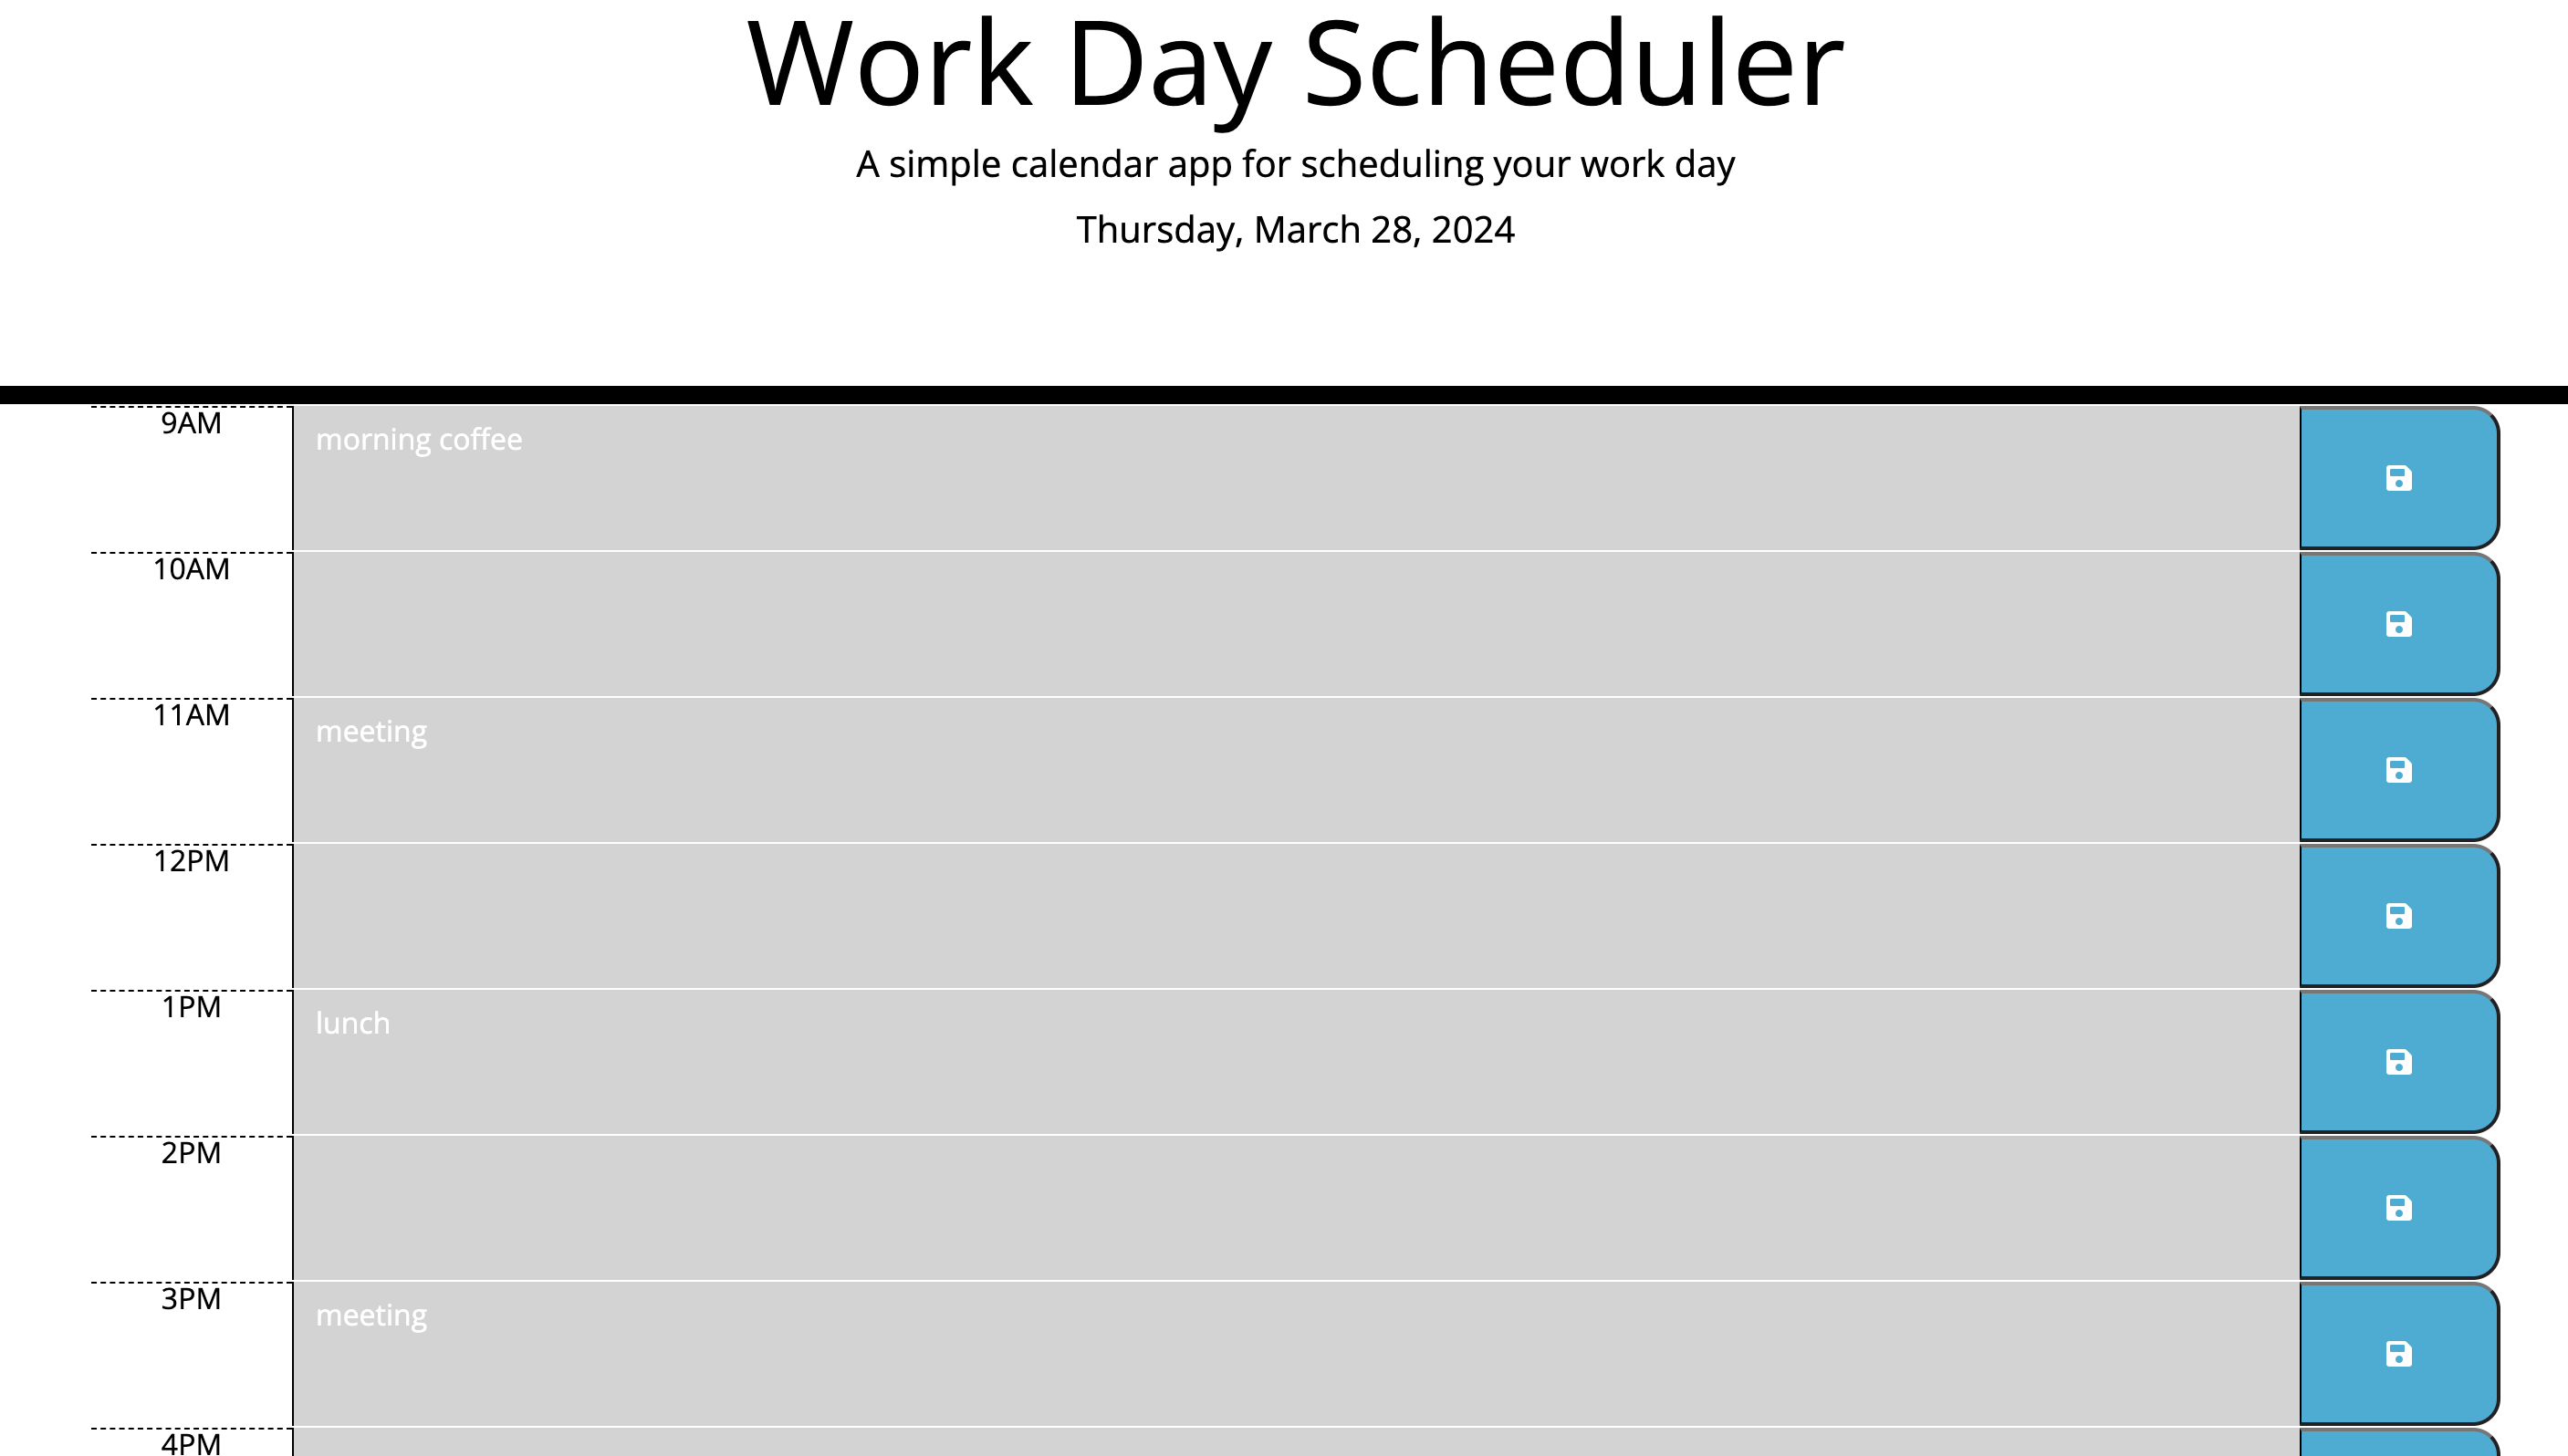 Work Day Scheduler
A simple calendar app for scheduling your work day
Thursday, March 28, 2024
9AM
morning coffee
10AM
11AM
meeting
12PM
1PM
lunch
2PM
3PM
meeting
4PM